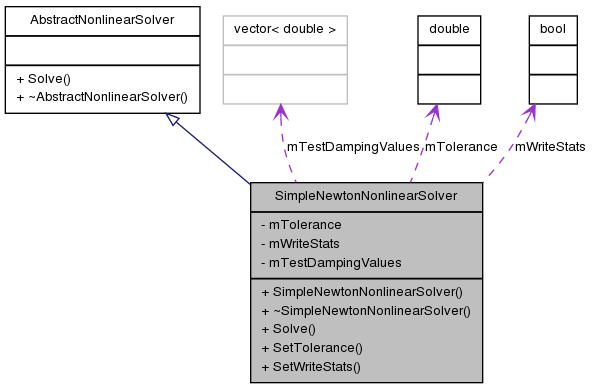 AbstractNonlinearSolver
+ Solve()
+ ~AbstractNonlinearSolver()
vector< double >
double
bool
mTestDampingValues
mTolerance
mWriteStats
SimpleNewtonNonlinearSolver
- mTolerance
- mWriteStats
- mTestDampingValues
+ SimpleNewtonNonlinearSolver()
+ ~SimpleNewtonNonlinearSolver()
+ Solve()
+ SetTolerance()
+ SetWriteStats()